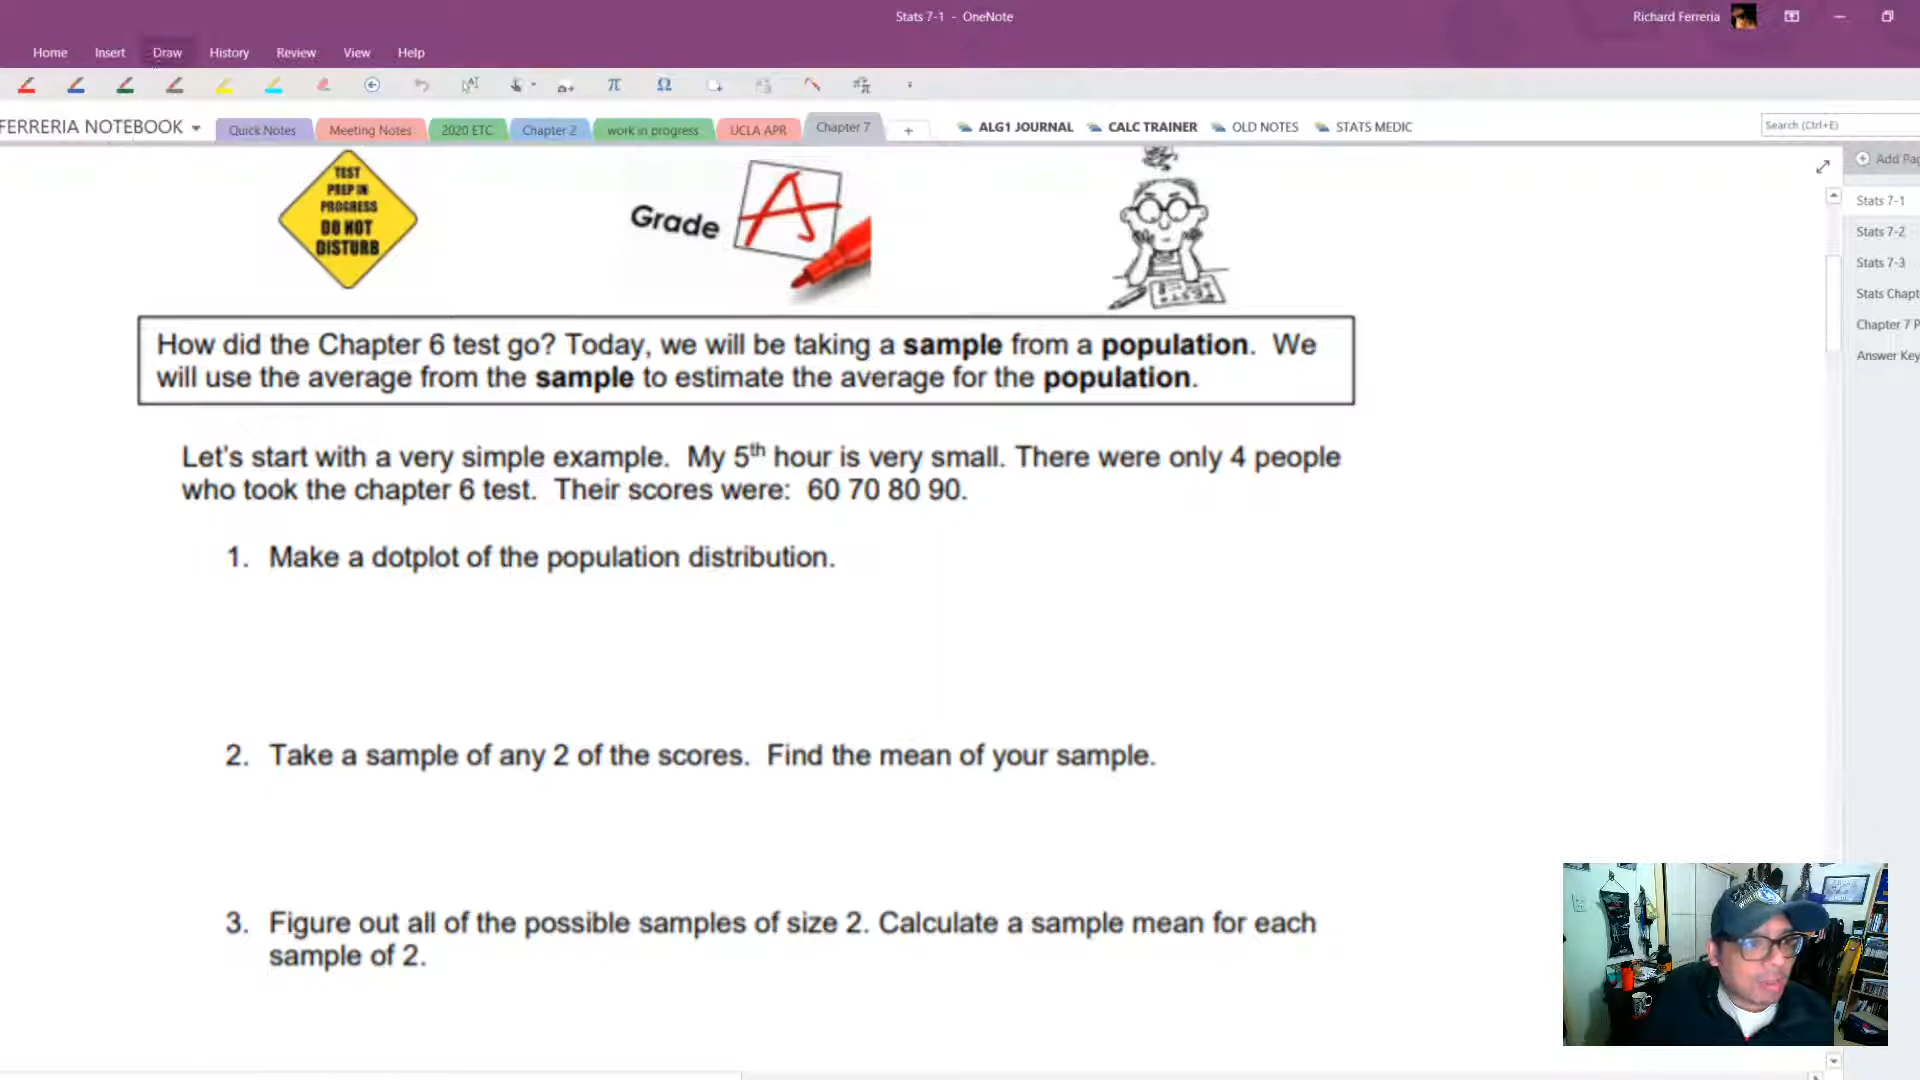 Stats 7-1 - OneNote
Richard Ferreria
Home Insert Draw History Review View Help
FERRERIA NOTEBOOK
Quick Notes
Meeting Notes
2020 ETC
Chapter 2
work in progress
UCLA APR
Chapter 7
+
ALG1 JOURNAL
CALC TRAINER
OLD NOTES
STATS MEDIC
Search (Ctrl+E)
Add Pag
Stats 7-1
Stats 7-2
Stats 7-3
Stats Chapt
Chapter 7 P
Answer Key
TEST
PREP IN
PROGRESS
DO NOT
DISTURB
Grade A
How did the Chapter 6 test go? Today, we will be taking a sample from a population. We
will use the average from the sample to estimate the average for the population.
Let's start with a very simple example. My 5th hour is very small. There were only 4 people
who took the chapter 6 test. Their scores were: 60 70 80 90.
1. Make a dotplot of the population distribution.
2. Take a sample of any 2 of the scores. Find the mean of your sample.
3. Figure out all of the possible samples of size 2. Calculate a sample mean for each
sample of 2.